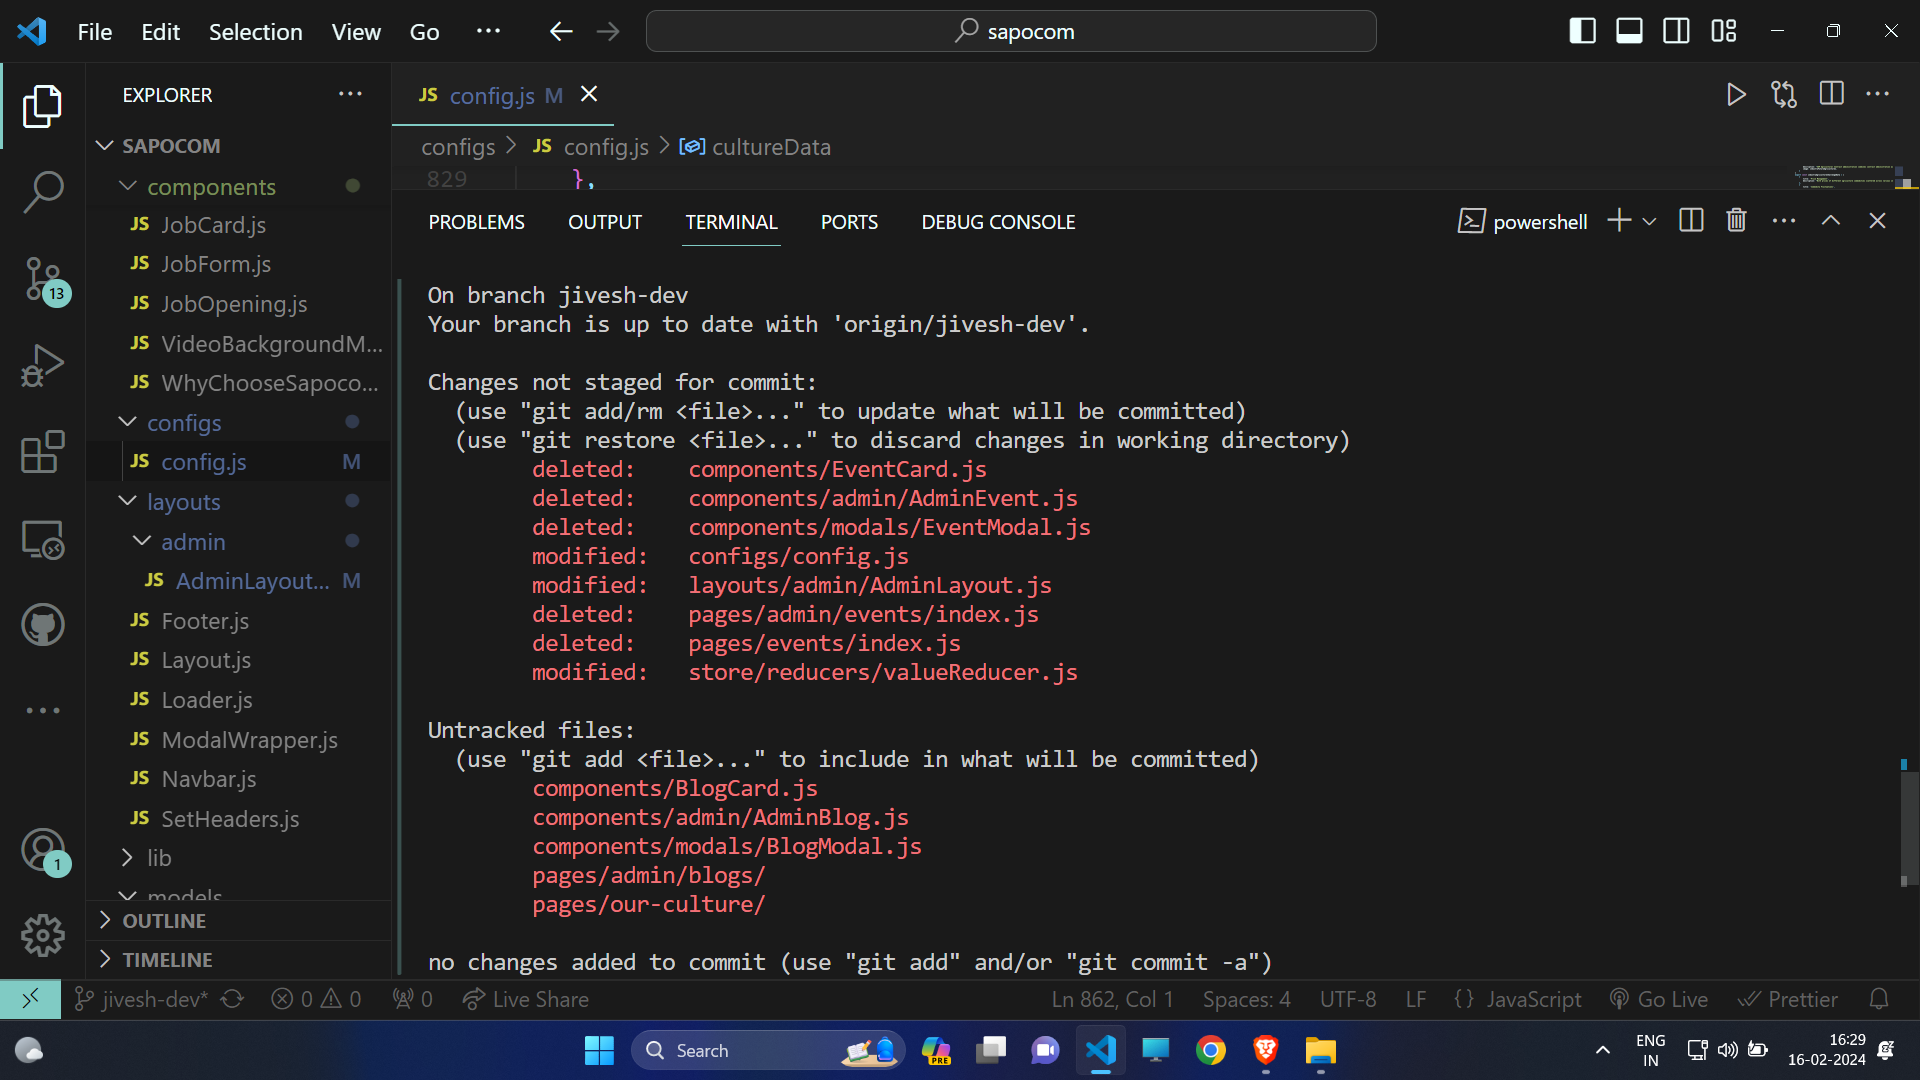 File Edit Selection View Go ··· sapocom
EXPLORER ···
SAPOCOM
components
JS JobCard.js
JS JobForm.js
JS JobOpening.js
JS VideoBackgroundM...
JS WhyChooseSapoco...
configs
JS config.js M
layouts
admin
JS AdminLayout... M
JS Footer.js
JS Layout.js
JS Loader.js
JS ModalWrapper.js
JS Navbar.js
JS SetHeaders.js
lib
models
OUTLINE
TIMELINE
13
1
JS config.js M
configs > JS config.js > cultureData
829 },
PROBLEMS OUTPUT TERMINAL PORTS DEBUG CONSOLE powershell
On branch jivesh-dev
Your branch is up to date with 'origin/jivesh-dev'.
Changes not staged for commit:
(use "git add/rm <file>..." to update what will be committed)
(use "git restore <file>..." to discard changes in working directory)
deleted: components/EventCard.js
deleted: components/admin/AdminEvent.js
deleted: components/modals/EventModal.js
modified: configs/config.js
modified: layouts/admin/AdminLayout.js
deleted: pages/admin/events/index.js
deleted: pages/events/index.js
modified: store/reducers/valueReducer.js
Untracked files:
(use "git add <file>..." to include in what will be committed)
components/BlogCard.js
components/admin/AdminBlog.js
components/modals/BlogModal.js
pages/admin/blogs/
pages/our-culture/
no changes added to commit (use "git add" and/or "git commit -a")
jivesh-dev* 0 0 0 Live Share Ln 862, Col 1 Spaces: 4 UTF-8 LF {} JavaScript Go Live Prettier
Search PRE ENG
IN
16:29
16-02-2024